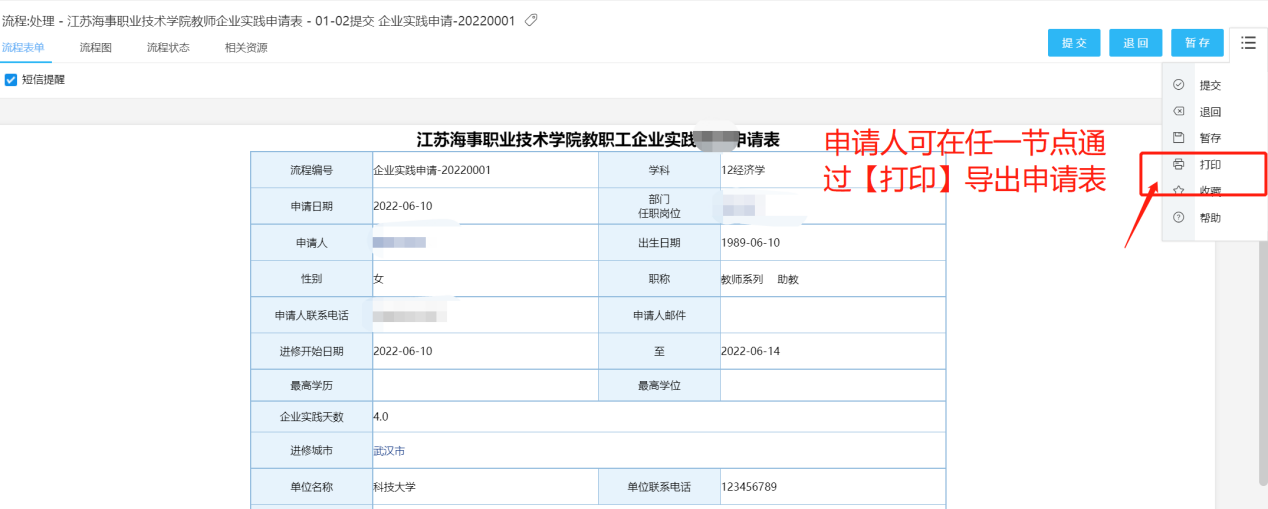 流程:处理 - 江苏海事职业技术学院教师企业实践申请表 - 01-02提交 企业实践申请-20220001
提 交 退 回 暂 存
流程表单 流程图 流程状态 相关资源
短信提醒
提交
退回
暂存
打印
收藏
帮助
申请人可在任一节点通
过【打印】导出申请表
江苏海事职业技术学院教职工企业实践 申请表
流程编号 企业实践申请-20220001 学科 12经济学
申请日期 2022-06-10 部门
任职岗位
申请人 出生日期 1989-06-10
性别 女 职称 教师系列 助教
申请人联系电话 申请人邮件
进修开始日期 2022-06-10 至 2022-06-14
最高学历 最高学位
企业实践天数 4.0
进修城市 武汉市
单位名称 科技大学 单位联系电话 123456789